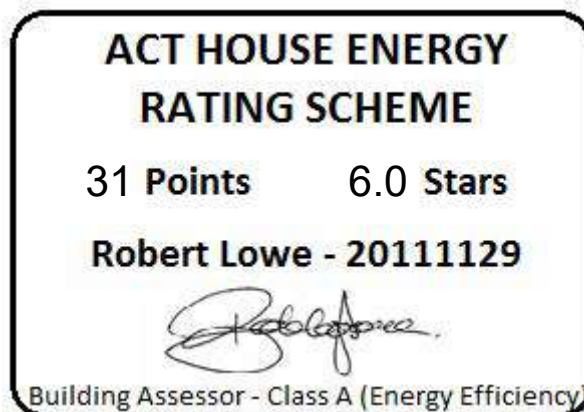 ACT HOUSE ENERGY
RATING SCHEME
31 Points 6.0 Stars
Robert Lowe - 20111129
Building Assessor - Class A (Energy Efficiency)